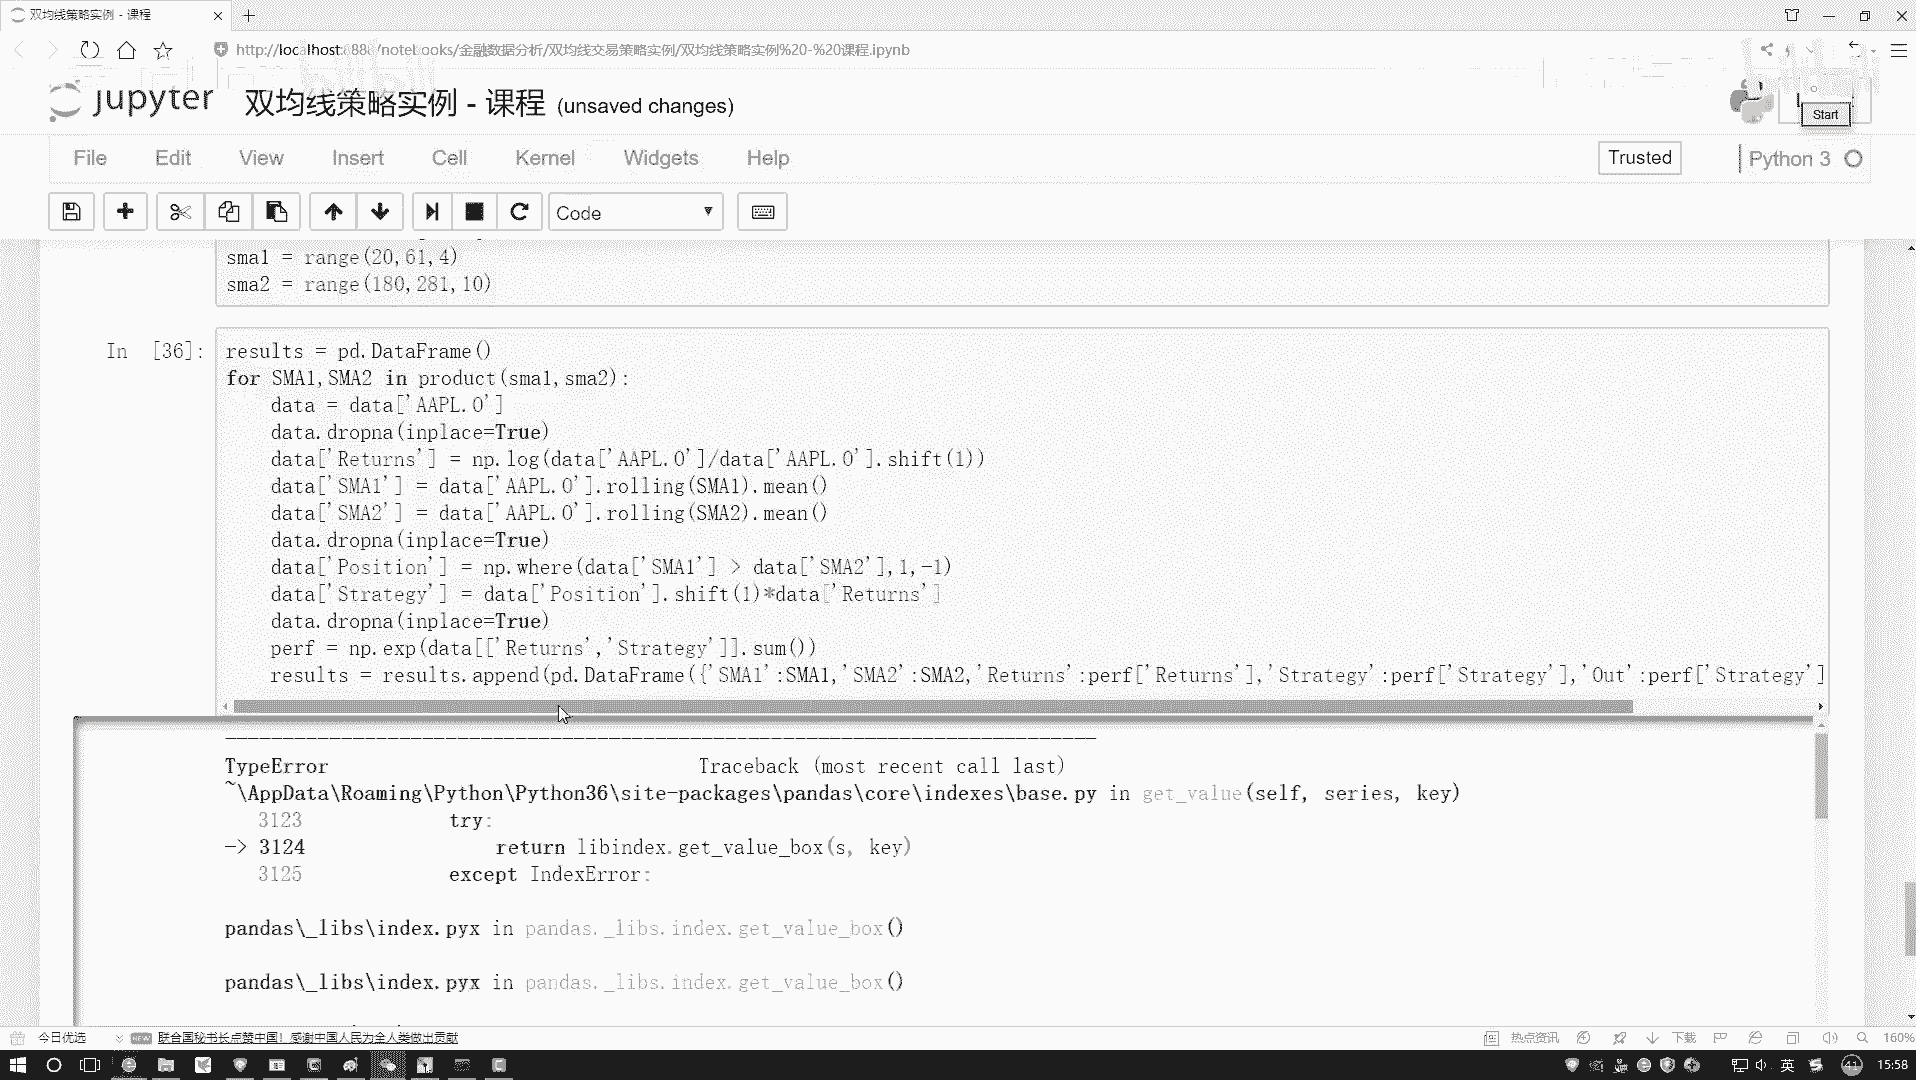 双均线策略实例 - 课程
http://localhost:888/notebooks/金融数据分析/双均线交易策略实例/双均线策略实例%20-%20课程.ipynb
jupyter 双均线策略实例 - 课程 (unsaved changes)
Start
File Edit View Insert Cell Kernel Widgets Help
Trusted
Python 3
Code
sma1 = range(20,61,4)
sma2 = range(180,281,10)
In [36]:
results = pd.DataFrame()
for SMA1,SMA2 in product(sma1,sma2):
data = data['AAPL.O']
data.dropna(inplace=True)
data['Returns'] = np.log(data['AAPL.O']/data['AAPL.O'].shift(1))
data['SMA1'] = data['AAPL.O'].rolling(SMA1).mean()
data['SMA2'] = data['AAPL.O'].rolling(SMA2).mean()
data.dropna(inplace=True)
data['Position'] = np.where(data['SMA1'] > data['SMA2'],1,-1)
data['Strategy'] = data['Position'].shift(1)*data['Returns']
data.dropna(inplace=True)
perf = np.exp(data[['Returns','Strategy']].sum())
results = results.append(pd.DataFrame({'SMA1':SMA1,'SMA2':SMA2,'Returns':perf['Returns'],'Strategy':perf['Strategy'],'Out':perf['Strategy']
TypeError Traceback (most recent call last)
~\AppData\Roaming\Python\Python36\site-packages\pandas\core\indexes\base.py in get_value(self, series, key)
3123 try:
-> 3124 return libindex.get_value_box(s, key)
3125 except IndexError:
pandas\_libs\index.pyx in pandas._libs.index.get_value_box()
pandas\_libs\index.pyx in pandas._libs.index.get_value_box()
今日优选
NEW 联合国秘书长点赞中国！感谢中国人民为全人类做出贡献
热点资讯
下载
160%
英
41
15:58